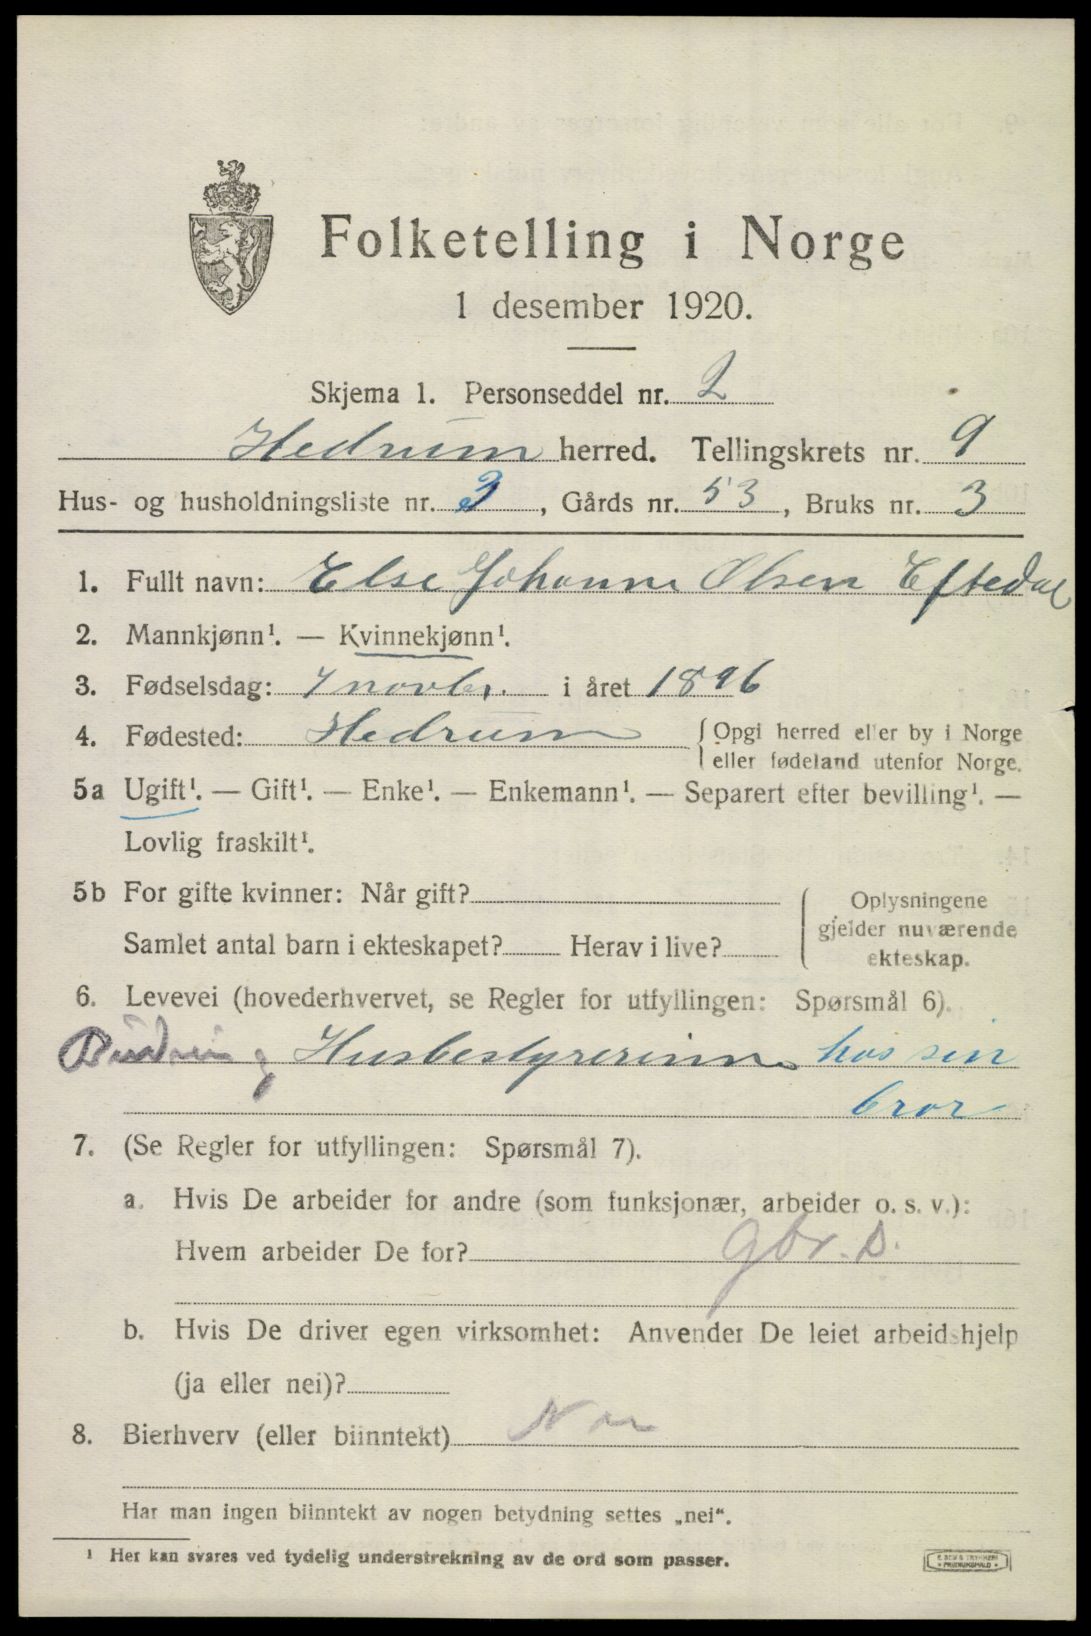 Folketelling i Norge
1 desember 1920.
Skjema 1. Personseddel nr. 2
Hedrum herred. Tellingskrets nr. 9
Hus- og husholdningsliste nr. 3, Gårds nr. 53, Bruks nr. 3
1. Fullt navn: Else Johanne Olsen Eftedal
2. Mannkjønn¹. — Kvinnekjønn¹.
3. Fødselsdag: 7 novbr. i året 1896
4. Fødested: Hedrum {Opgi herred eller by i Norge
eller fødeland utenfor Norge.
5a Ugift¹. — Gift¹. — Enke¹. — Enkemann¹. — Separert efter bevilling¹. —
Lovlig fraskilt¹.
5b For gifte kvinner: Når gift? { Oplysningene
gjelder nuværende
Samlet antal barn i ekteskapet? Herav i live?
ekteskap.
6. Levevei (hovederhvervet, se Regler for utfyllingen: Spørsmål 6).
Husbestyrerinne hos sin
bror
7. (Se Regler for utfyllingen: Spørsmål 7).
a. Hvis De arbeider for andre (som funksjonær, arbeider o. s. v.):
Hvem arbeider De for? gbr. D.
b. Hvis De driver egen virksomhet: Anvender De leiet arbeidshjelp
(ja eller nei)?
8. Bierhverv (eller biinntekt)
Har man ingen biinntekt av nogen betydning settes „nei“.
¹ Her kan svares ved tydelig understrekning av de ord som passer.